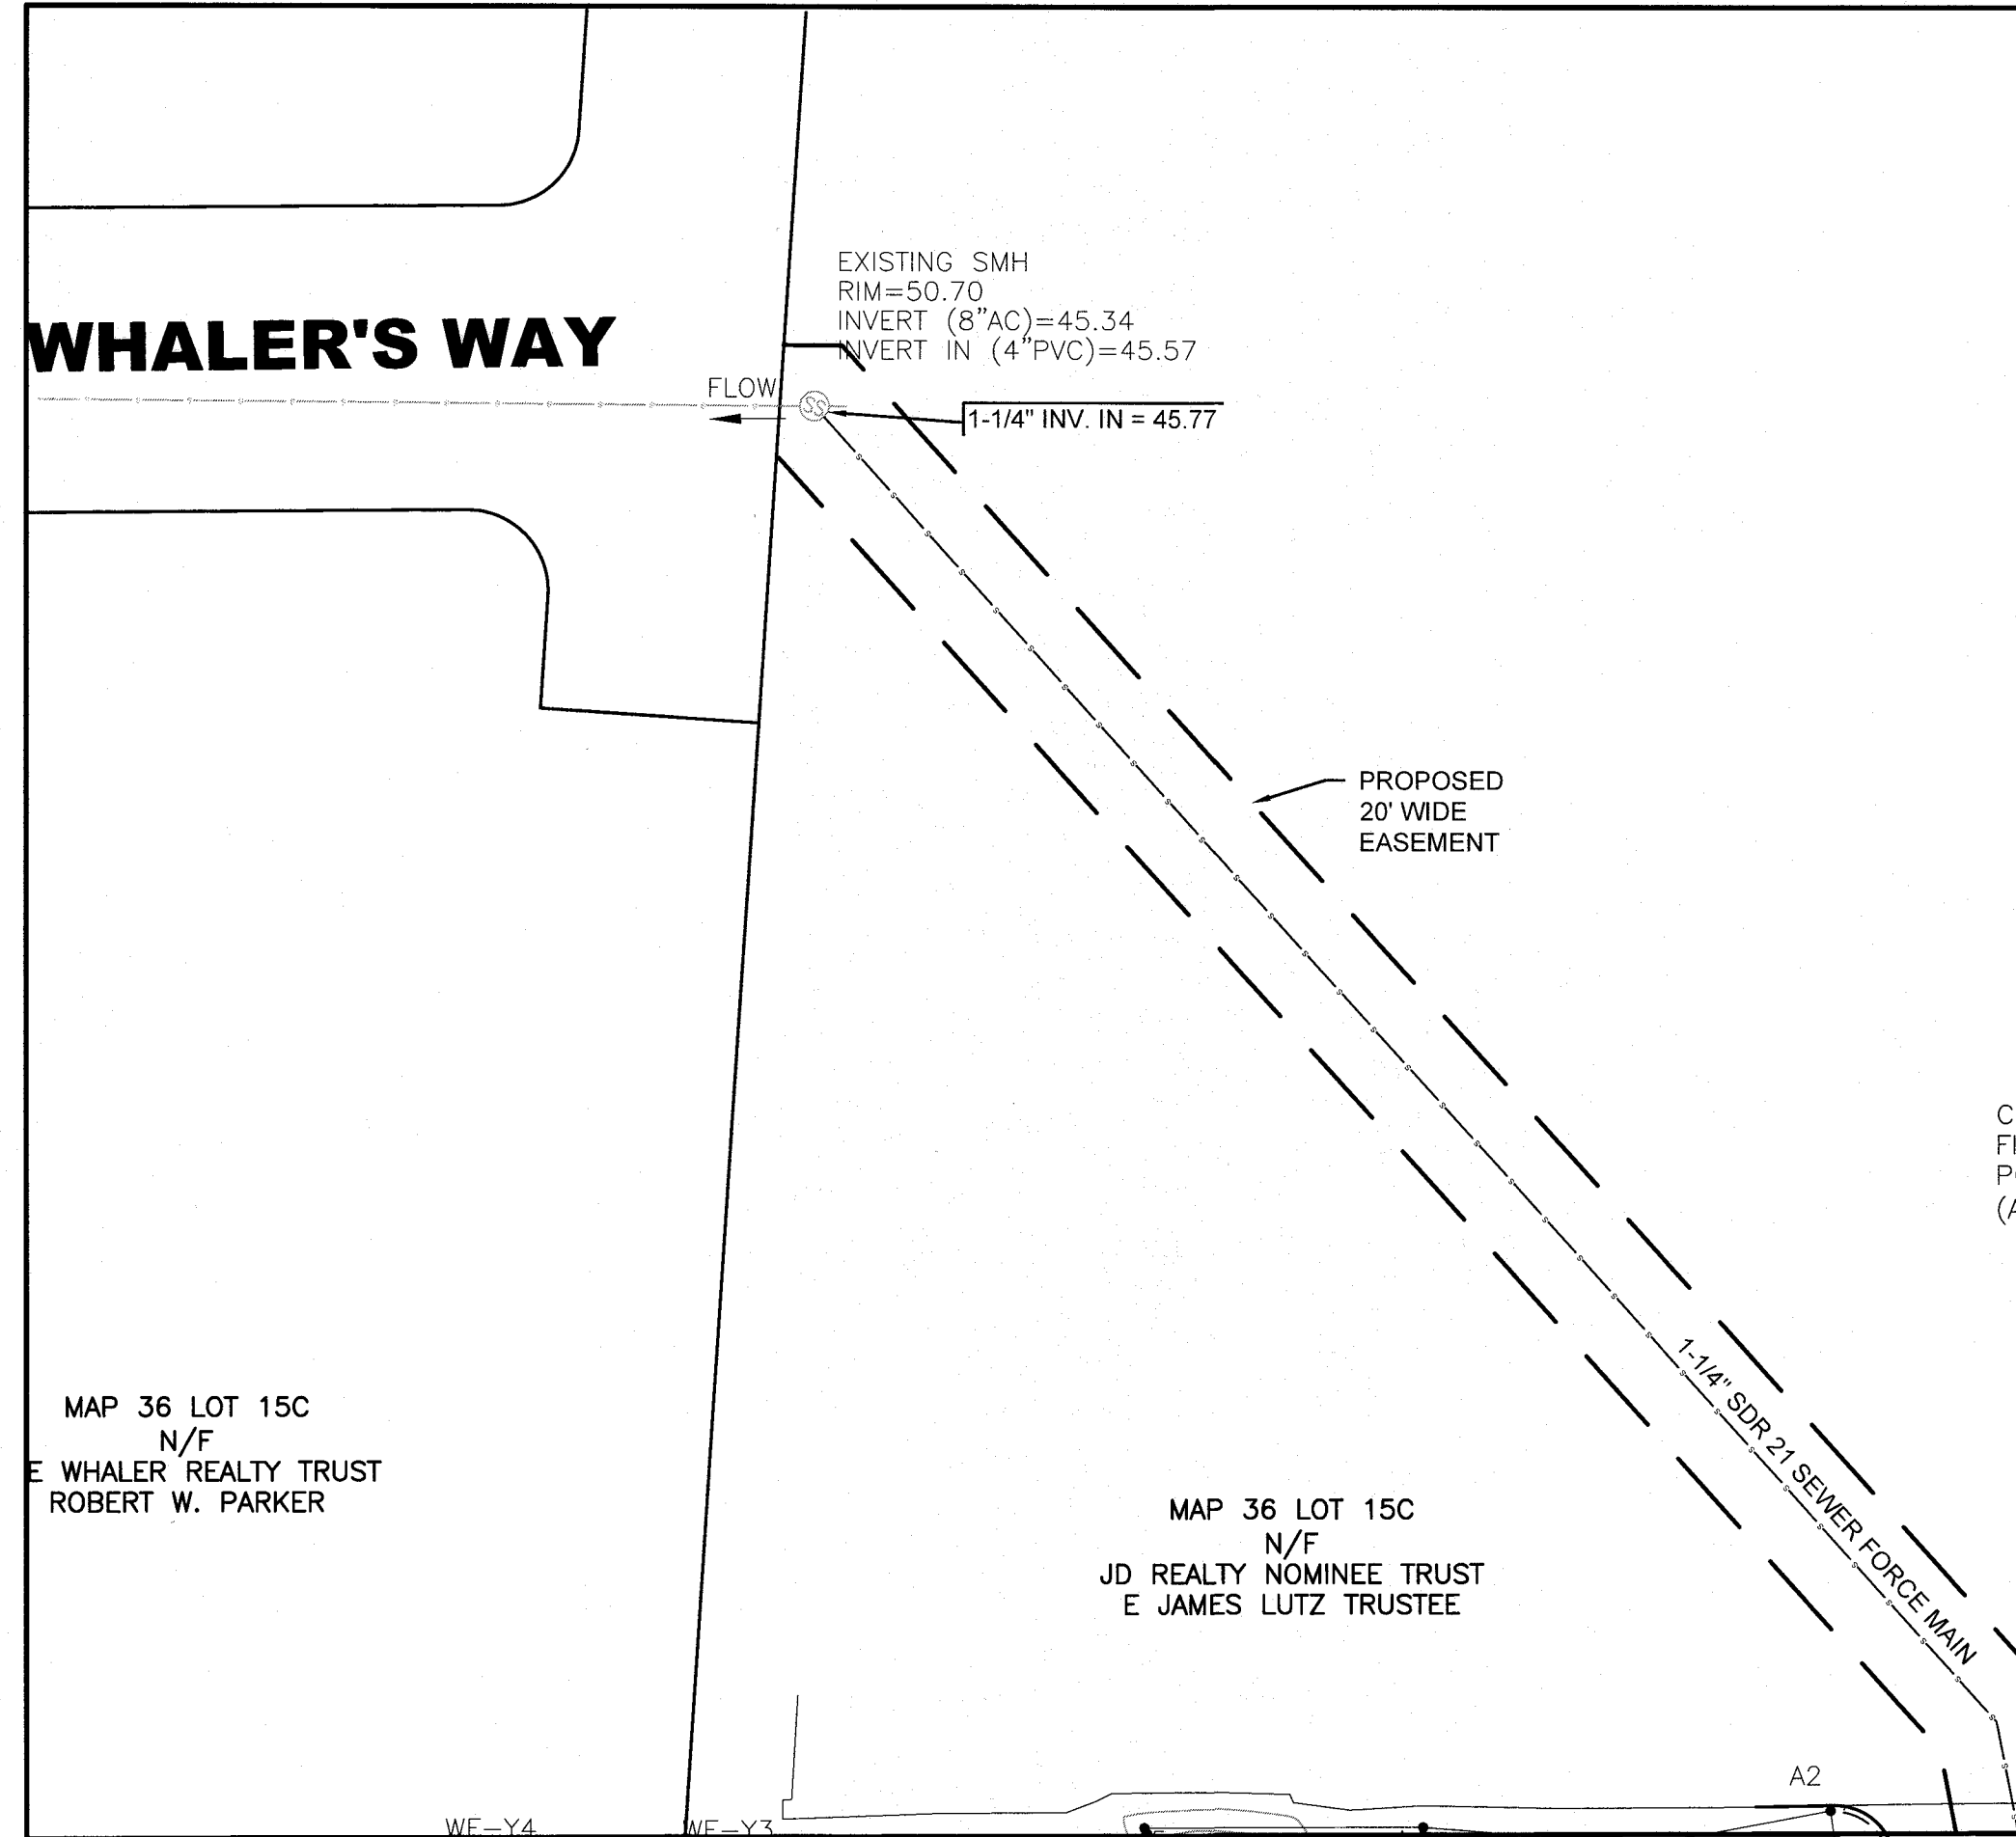 EXISTING SMH
RIM=50.70
INVERT (8"AC)=45.34
INVERT IN (4"PVC)=45.57
WHALER'S WAY
FLOW
SS
1-1/4" INV. IN = 45.77
PROPOSED
20' WIDE
EASEMENT
1-1/4" SDR 21 SEWER FORCE MAIN
MAP 36 LOT 15C
N/F
E WHALER REALTY TRUST
ROBERT W. PARKER
MAP 36 LOT 15C
N/F
JD REALTY NOMINEE TRUST
E JAMES LUTZ TRUSTEE
A2
WF-Y4
WF-Y3